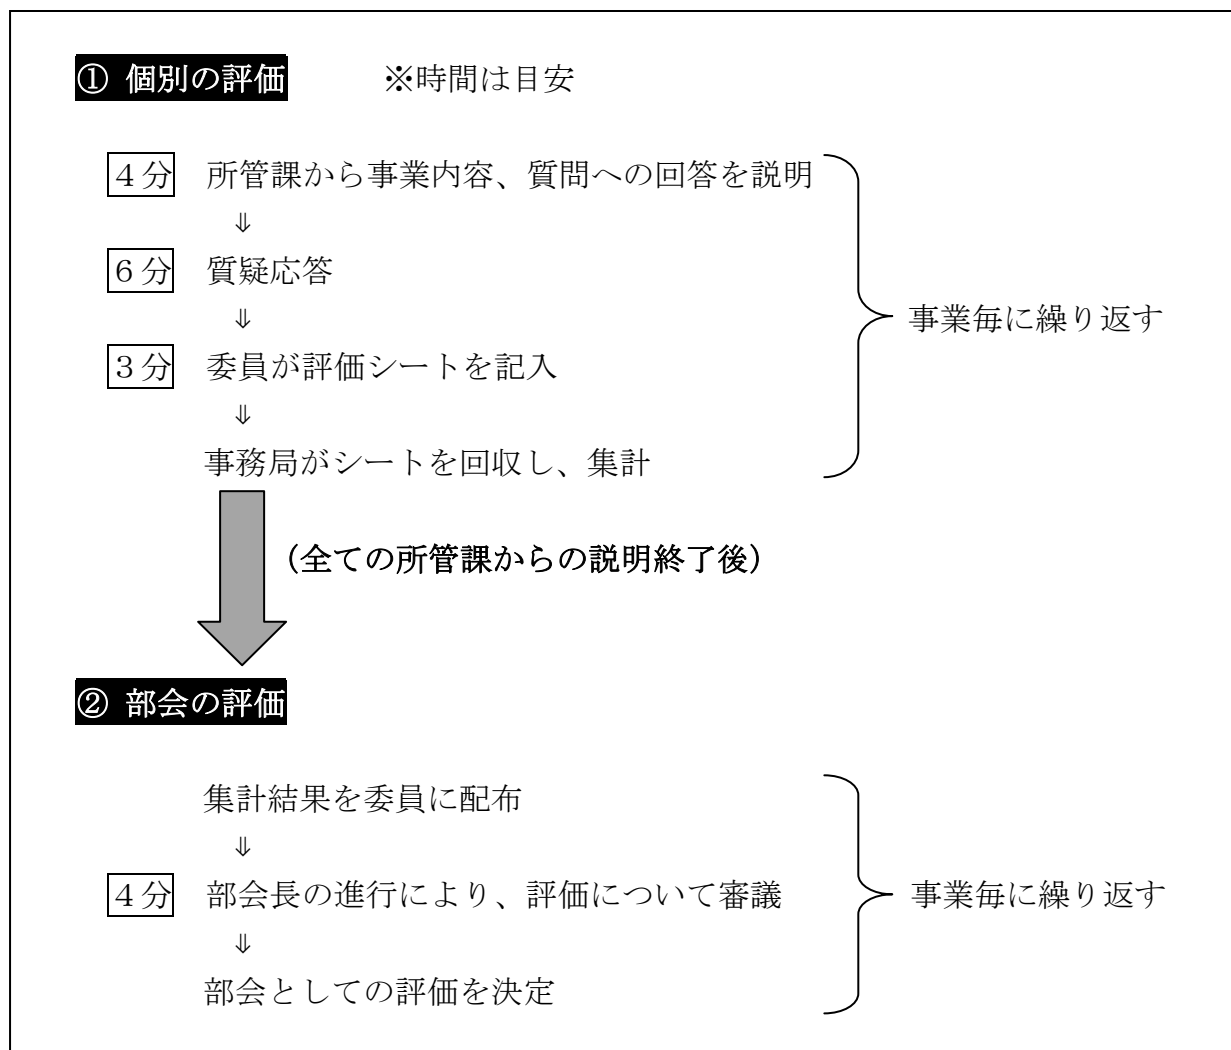 ① 個別の評価 ※時間は目安
4分 所管課から事業内容、質問への回答を説明
⇓
6分 質疑応答
⇓
事業毎に繰り返す
3分 委員が評価シートを記入
⇓
事務局がシートを回収し、集計
(全ての所管課からの説明終了後)
② 部会の評価
集計結果を委員に配布
⇓
4分 部会長の進行により、評価について審議
事業毎に繰り返す
⇓
部会としての評価を決定